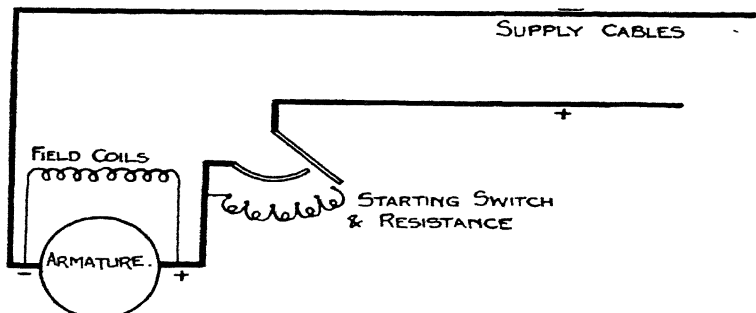 —
SUPPLY CABLES
+
FIELD COILS
STARTING SWITCH
& RESISTANCE
ARMATURE.
- +